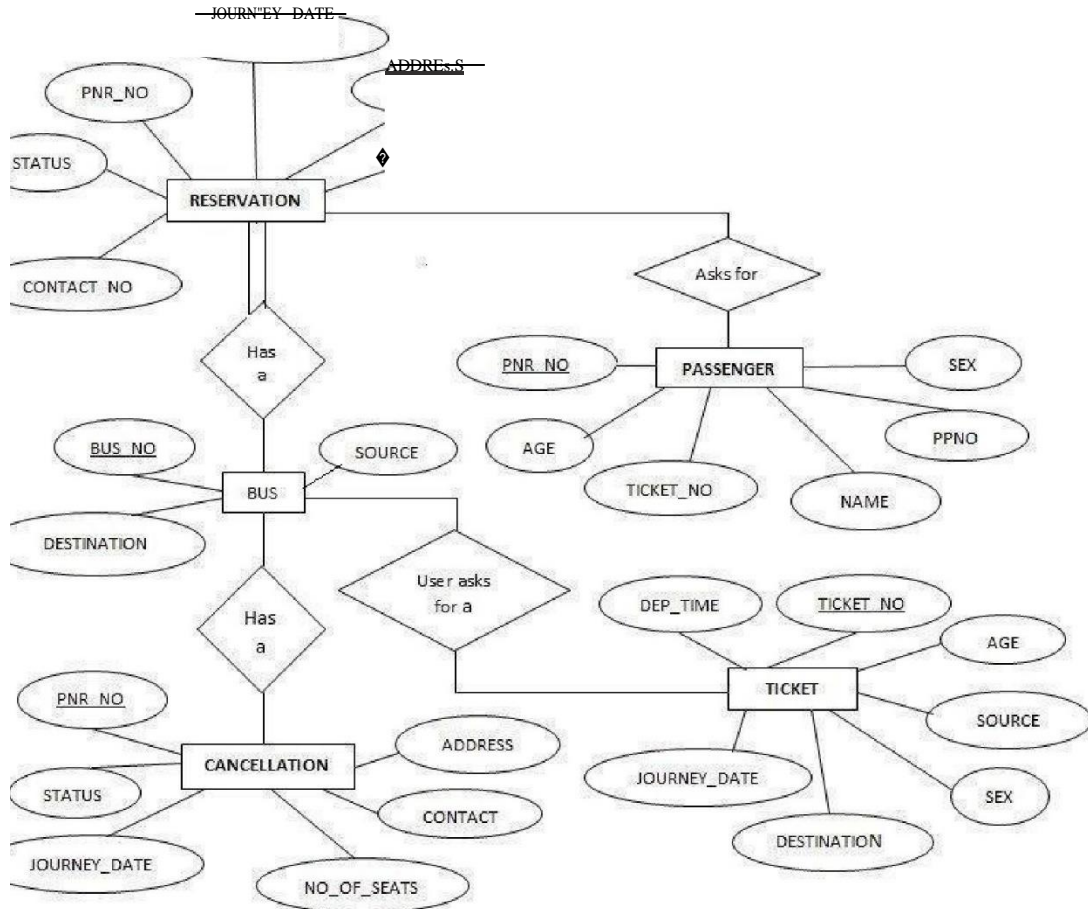 JOURN"EY DATE
ADDREs.S
PNR_NO
STATUS
RESERVATION
CONTACT_NO
Asks for
Has
a
PNR_NO
PASSENGER
SEX
PPNO
AGE
TICKET_NO
NAME
BUS_NO
SOURCE
BUS
DESTINATION
User asks
for a
Has
a
DEP_TIME
TICKET_NO
AGE
TICKET
SOURCE
JOURNEY_DATE
SEX
DESTINATION
PNR_NO
ADDRESS
CANCELLATION
STATUS
CONTACT
JOURNEY_DATE
NO_OF_SEATS